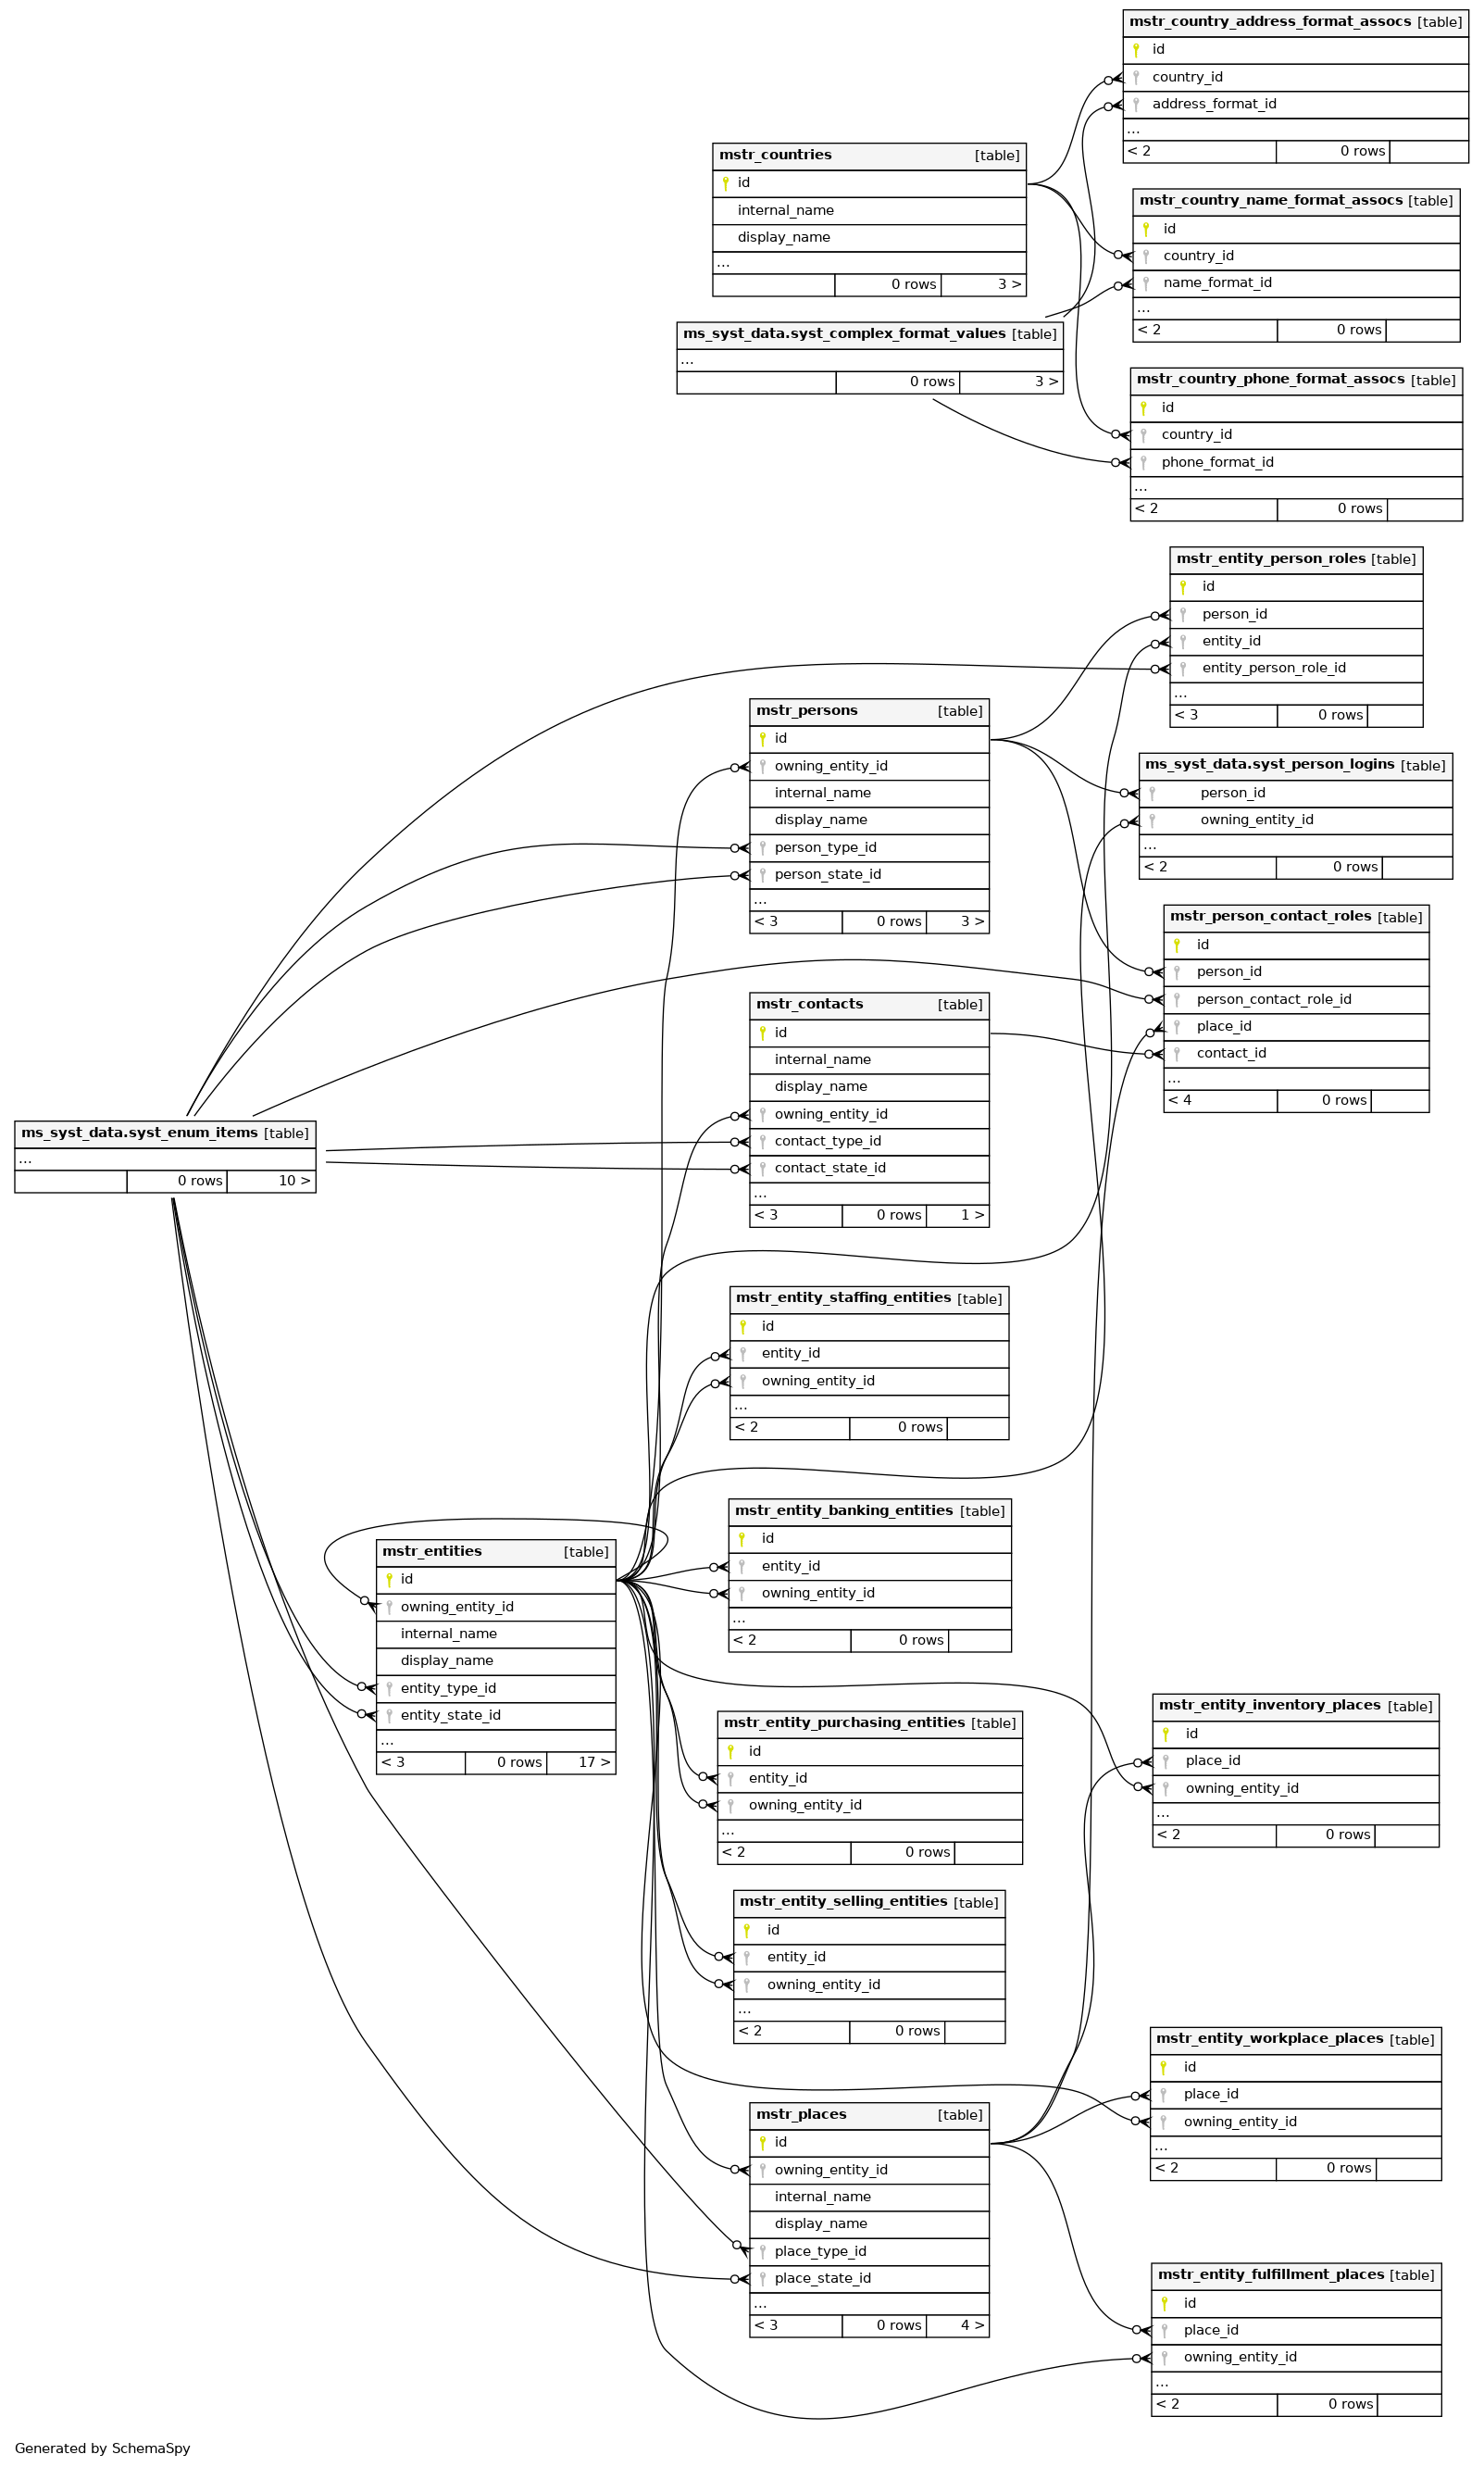 mstr_country_address_format_assocs [table]
id
country_id
address_format_id
...
< 2 0 rows
mstr_countries [table]
id
internal_name
display_name
...
0 rows 3 >
mstr_country_name_format_assocs [table]
id
country_id
name_format_id
...
< 2 0 rows
ms_syst_data.syst_complex_format_values [table]
...
0 rows 3 >
mstr_country_phone_format_assocs [table]
id
country_id
phone_format_id
...
< 2 0 rows
mstr_entity_person_roles [table]
id
person_id
entity_id
entity_person_role_id
...
< 3 0 rows
mstr_persons [table]
id
owning_entity_id
internal_name
display_name
person_type_id
person_state_id
...
< 3 0 rows 3 >
ms_syst_data.syst_person_logins [table]
person_id
owning_entity_id
...
< 2 0 rows
mstr_person_contact_roles [table]
id
person_id
person_contact_role_id
place_id
contact_id
...
< 4 0 rows
mstr_contacts [table]
id
internal_name
display_name
owning_entity_id
contact_type_id
contact_state_id
...
< 3 0 rows 1 >
ms_syst_data.syst_enum_items [table]
...
0 rows 10 >
mstr_entity_staffing_entities [table]
id
entity_id
owning_entity_id
...
< 2 0 rows
mstr_entity_banking_entities [table]
id
entity_id
owning_entity_id
...
< 2 0 rows
mstr_entities [table]
id
owning_entity_id
internal_name
display_name
entity_type_id
entity_state_id
...
< 3 0 rows 17 >
mstr_entity_inventory_places [table]
id
place_id
owning_entity_id
...
< 2 0 rows
mstr_entity_purchasing_entities [table]
id
entity_id
owning_entity_id
...
< 2 0 rows
mstr_entity_selling_entities [table]
id
entity_id
owning_entity_id
...
< 2 0 rows
mstr_entity_workplace_places [table]
id
place_id
owning_entity_id
...
< 2 0 rows
mstr_places [table]
id
owning_entity_id
internal_name
display_name
place_type_id
place_state_id
...
< 3 0 rows 4 >
mstr_entity_fulfillment_places [table]
id
place_id
owning_entity_id
...
< 2 0 rows
Generated by SchemaSpy